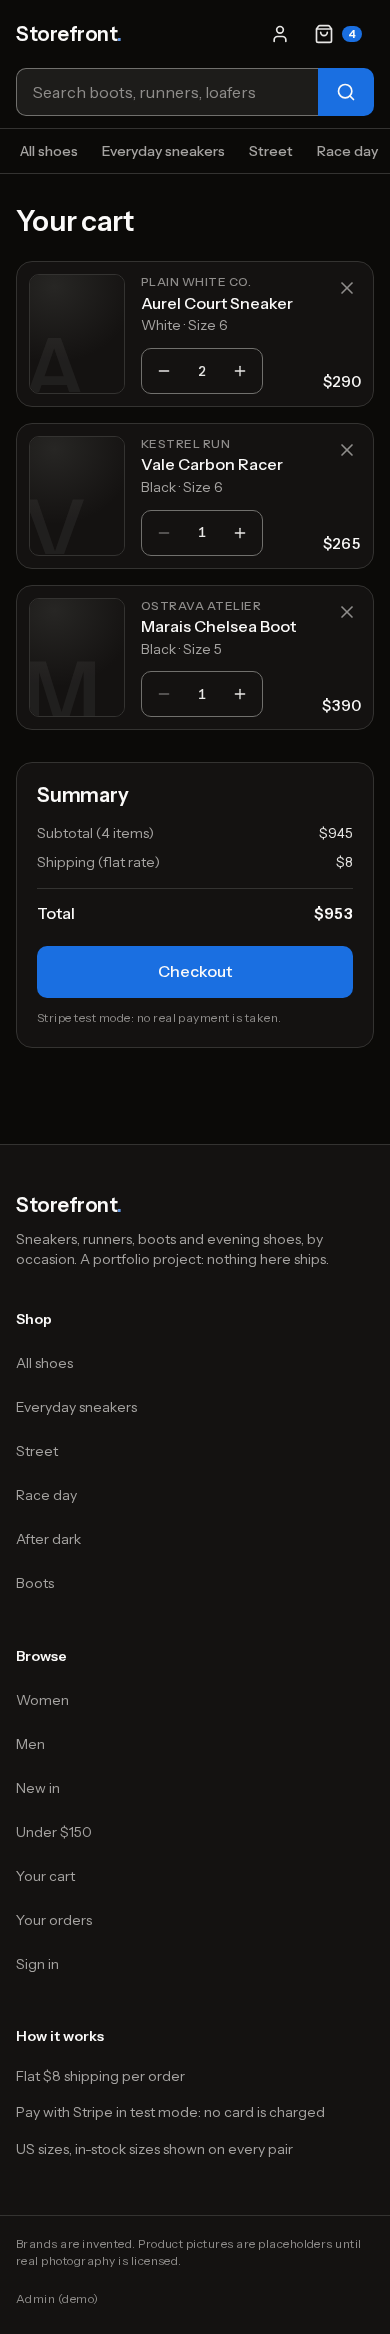 Storefront.
4
Search boots, runners, loafers
All shoes Everyday sneakers Street Race day
Your cart
A
PLAIN WHITE CO.
Aurel Court Sneaker
White · Size 6
2
$290
V
KESTREL RUN
Vale Carbon Racer
Black · Size 6
1
$265
M
OSTRAVA ATELIER
Marais Chelsea Boot
Black · Size 5
1
$390
Summary
Subtotal (4 items) $945
Shipping (flat rate) $8
Total $953
Checkout
Stripe test mode: no real payment is taken.
Storefront.
Sneakers, runners, boots and evening shoes, by
occasion. A portfolio project: nothing here ships.
Shop
All shoes
Everyday sneakers
Street
Race day
After dark
Boots
Browse
Women
Men
New in
Under $150
Your cart
Your orders
Sign in
How it works
Flat $8 shipping per order
Pay with Stripe in test mode: no card is charged
US sizes, in-stock sizes shown on every pair
Brands are invented. Product pictures are placeholders until
real photography is licensed.
Admin (demo)